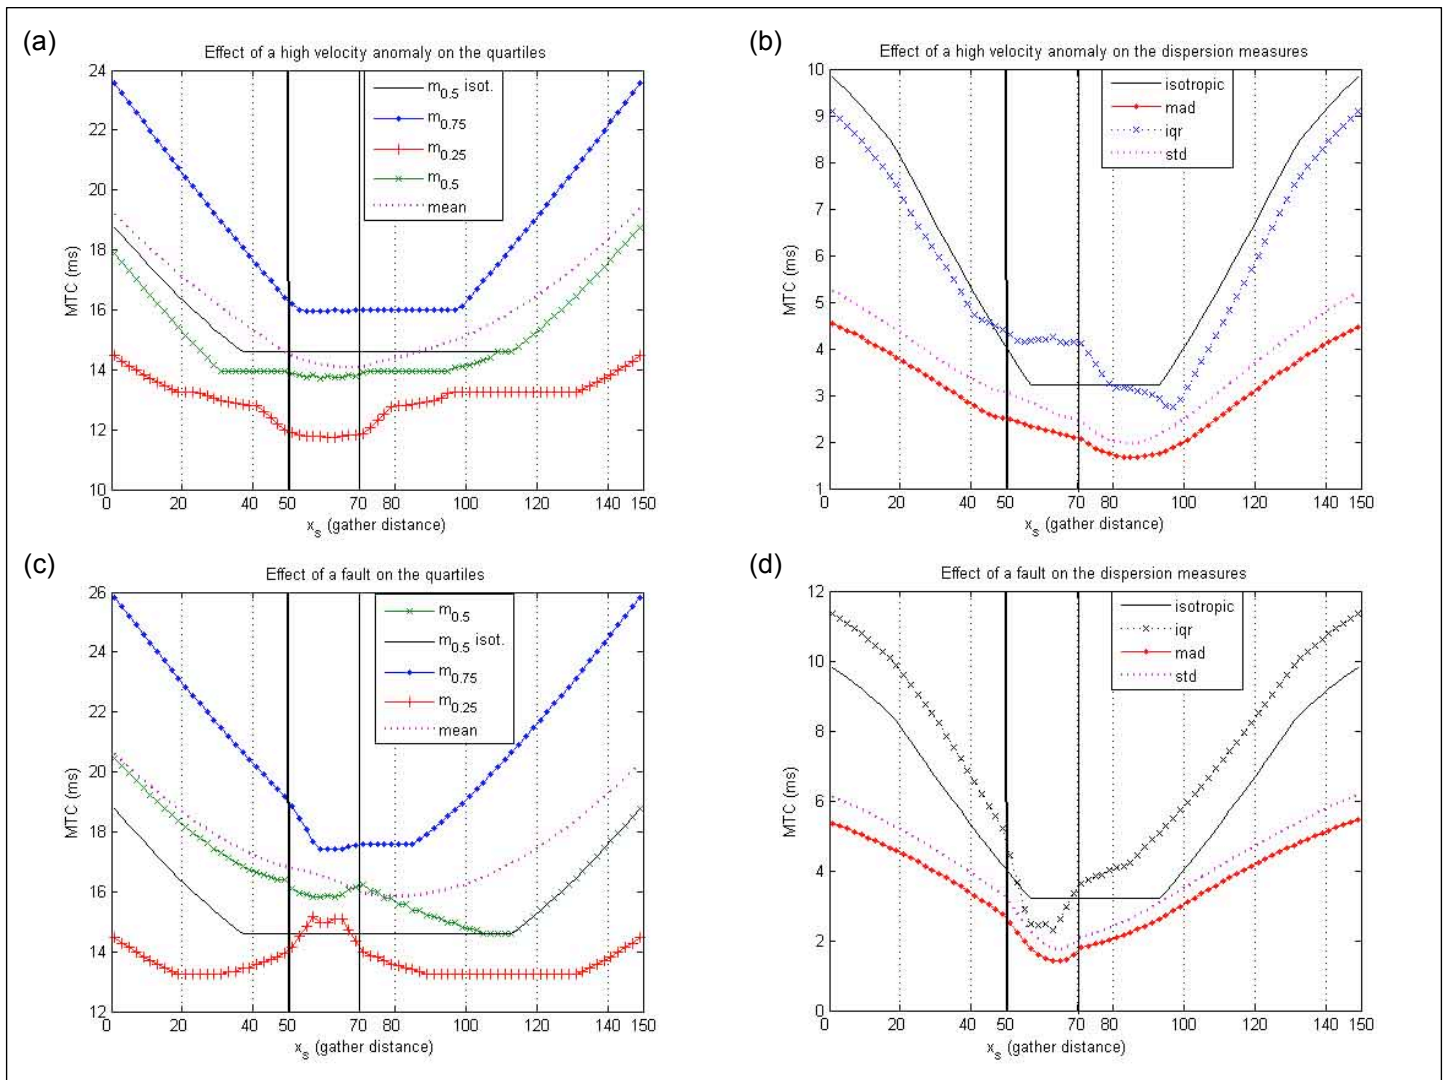 (a)
Effect of a high velocity anomaly on the quartiles
24
22
20
18
16
14
12
10
MTC (ms)
m0.5 isot.
m0.75
m0.25
m0.5
mean
0 20 40 50 60 70 80 100 120 140 150
xs (gather distance)
(b)
Effect of a high velocity anomaly on the dispersion measures
10
9
8
7
6
5
4
3
2
1
MTC (ms)
isotropic
mad
iqr
std
0 20 40 50 60 70 80 100 120 140 150
xs (gather distance)
(c)
Effect of a fault on the quartiles
26
24
22
20
18
16
14
12
MTC (ms)
m0.5
m0.5 isot.
m0.75
m0.25
mean
0 20 40 50 60 70 80 100 120 140 150
xs (gather distance)
(d)
Effect of a fault on the dispersion measures
12
10
8
6
4
2
0
MTC (ms)
isotropic
iqr
mad
std
0 20 40 50 60 70 80 100 120 140 150
xs (gather distance)